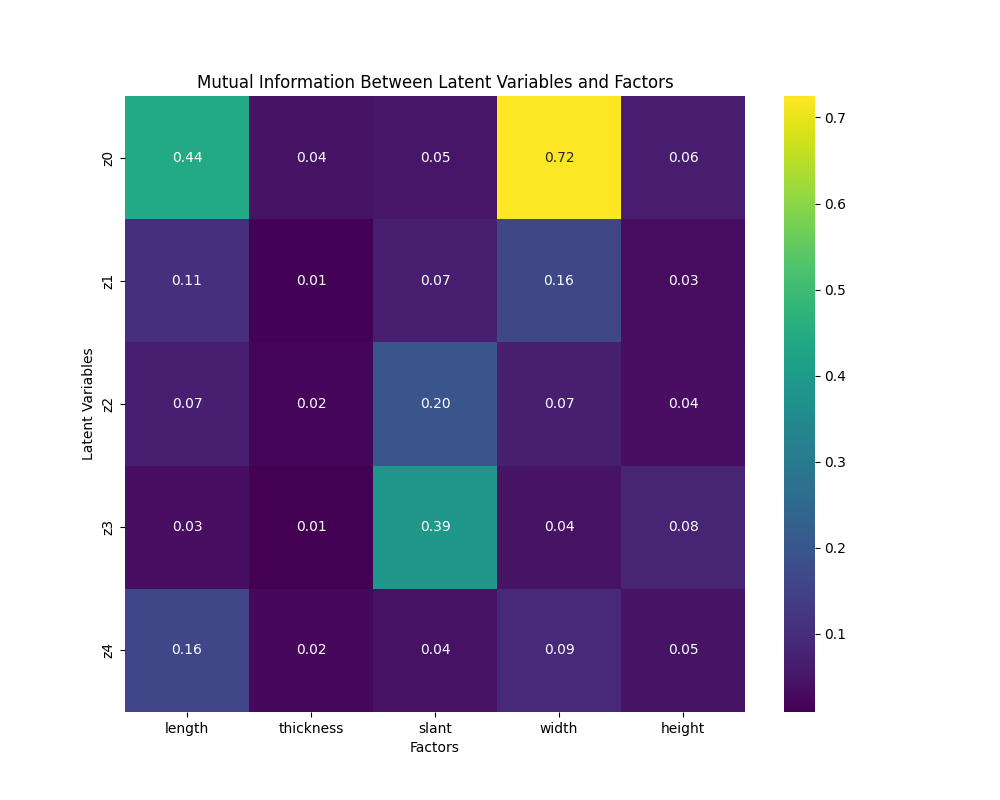 Mutual Information Between Latent Variables and Factors
z0 0.44 0.04 0.05 0.72 0.06
z1 0.11 0.01 0.07 0.16 0.03
z2 0.07 0.02 0.20 0.07 0.04
z3 0.03 0.01 0.39 0.04 0.08
z4 0.16 0.02 0.04 0.09 0.05
Latent Variables
length thickness slant width height
Factors
0.7
0.6
0.5
0.4
0.3
0.2
0.1